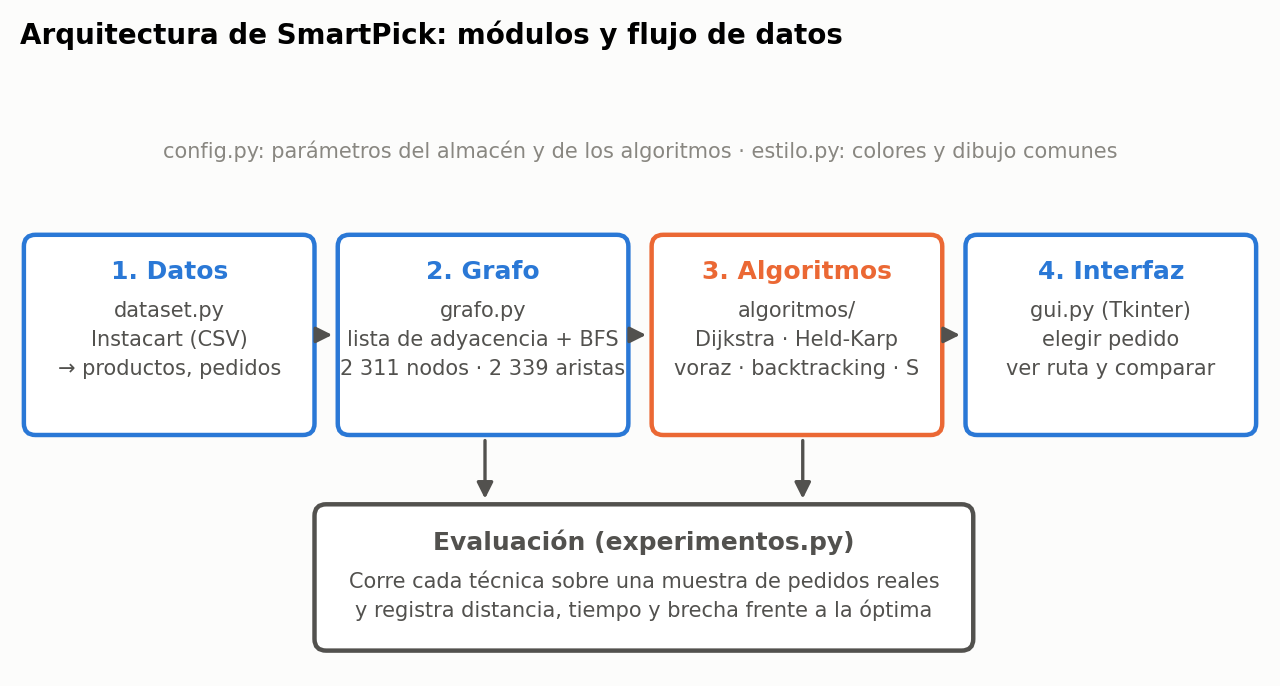 Arquitectura de SmartPick: módulos y flujo de datos
config.py: parámetros del almacén y de los algoritmos · estilo.py: colores y dibujo comunes
1. Datos
dataset.py
Instacart (CSV)
→ productos, pedidos
2. Grafo
grafo.py
lista de adyacencia + BFS
2 311 nodos · 2 339 aristas
3. Algoritmos
algoritmos/
Dijkstra · Held-Karp
voraz · backtracking · S
4. Interfaz
gui.py (Tkinter)
elegir pedido
ver ruta y comparar
Evaluación (experimentos.py)
Corre cada técnica sobre una muestra de pedidos reales
y registra distancia, tiempo y brecha frente a la óptima